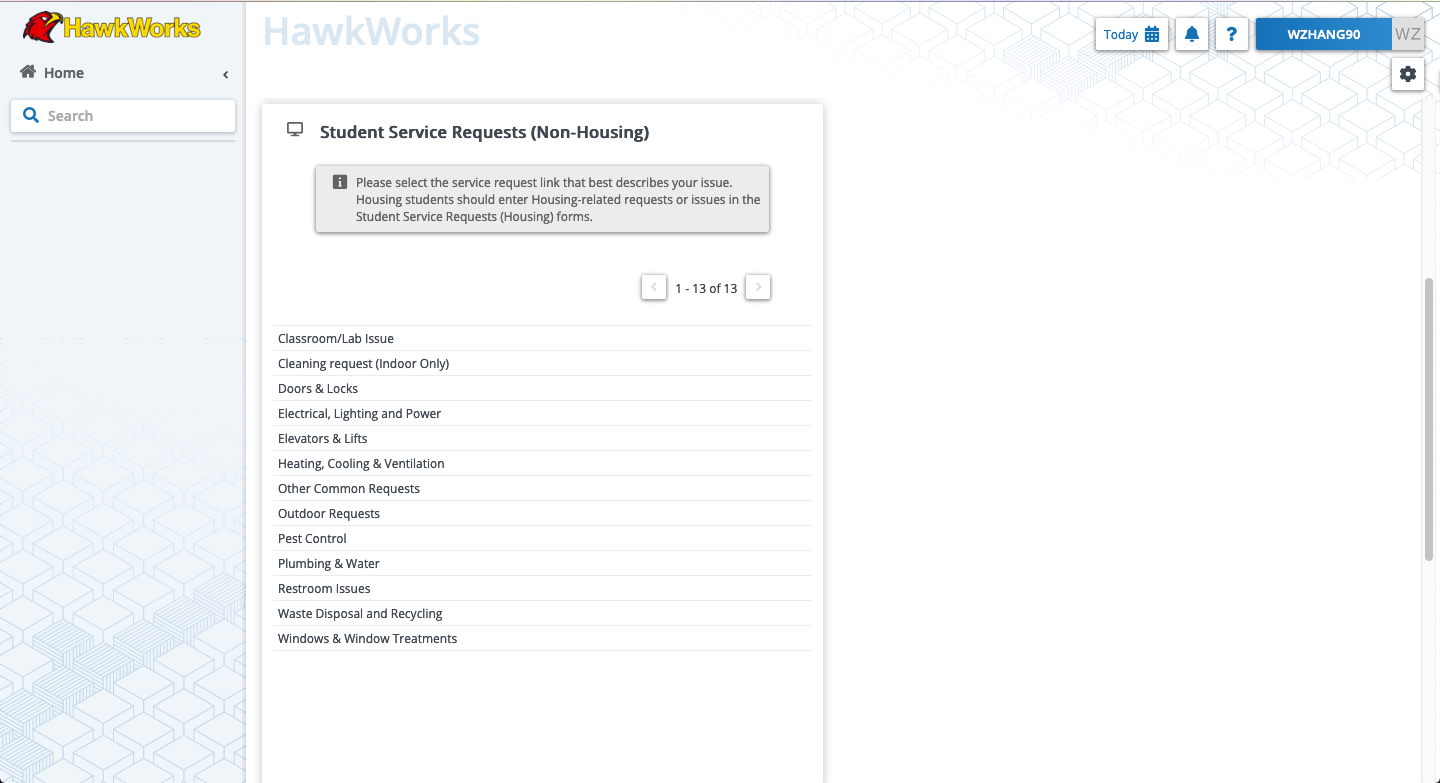 HawkWorks
HawkWorks
Today
?
WZHANG90
WZ
Home
Search
Student Service Requests (Non-Housing)
Please select the service request link that best describes your issue.
Housing students should enter Housing-related requests or issues in the
Student Service Requests (Housing) forms.
1 - 13 of 13
Classroom/Lab Issue
Cleaning request (Indoor Only)
Doors & Locks
Electrical, Lighting and Power
Elevators & Lifts
Heating, Cooling & Ventilation
Other Common Requests
Outdoor Requests
Pest Control
Plumbing & Water
Restroom Issues
Waste Disposal and Recycling
Windows & Window Treatments